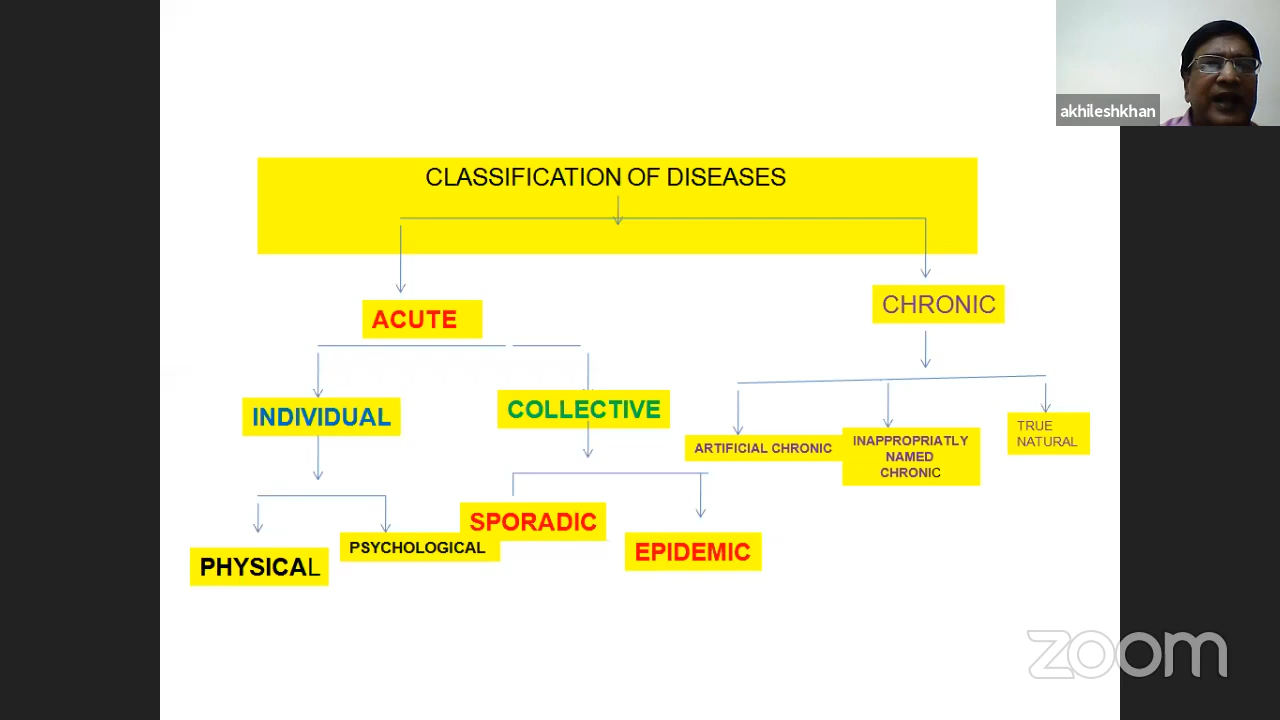 akhileshkhan
CLASSIFICATION OF DISEASES
ACUTE
CHRONIC
INDIVIDUAL
COLLECTIVE
ARTIFICIAL CHRONIC
INAPPROPRIATLY
NAMED
CHRONIC
TRUE
NATURAL
PHYSICAL
PSYCHOLOGICAL
SPORADIC
EPIDEMIC
zoom